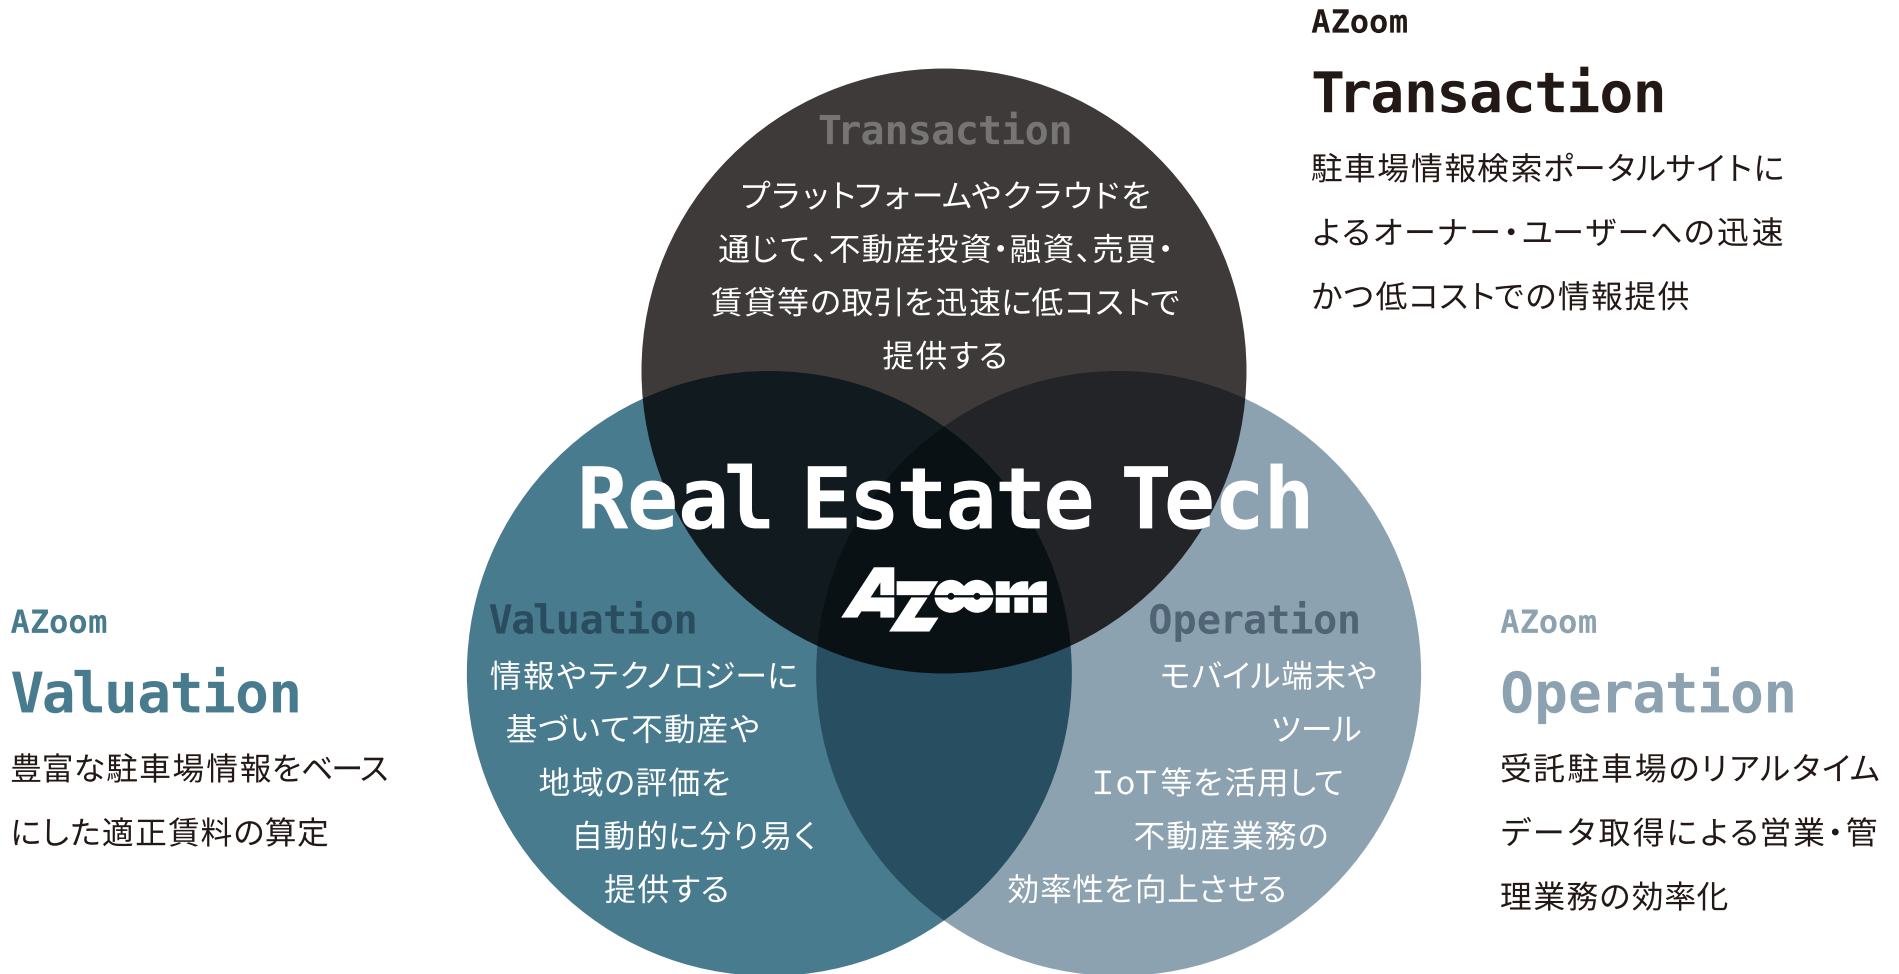 AZoom
Transaction
駐車場情報検索ポータルサイトに
よるオーナー・ユーザーへの迅速
かつ低コストでの情報提供
Transaction
プラットフォームやクラウドを
通じて、不動産投資・融資、売買・
賃貸等の取引を迅速に低コストで
提供する
Real Estate Tech
AZoom
AZoom
Valuation
豊富な駐車場情報をベース
にした適正賃料の算定
Valuation
情報やテクノロジーに
基づいて不動産や
地域の評価を
自動的に分り易く
提供する
Operation
モバイル端末や
ツール
IoT等を活用して
不動産業務の
効率性を向上させる
AZoom
Operation
受託駐車場のリアルタイム
データ取得による営業・管
理業務の効率化